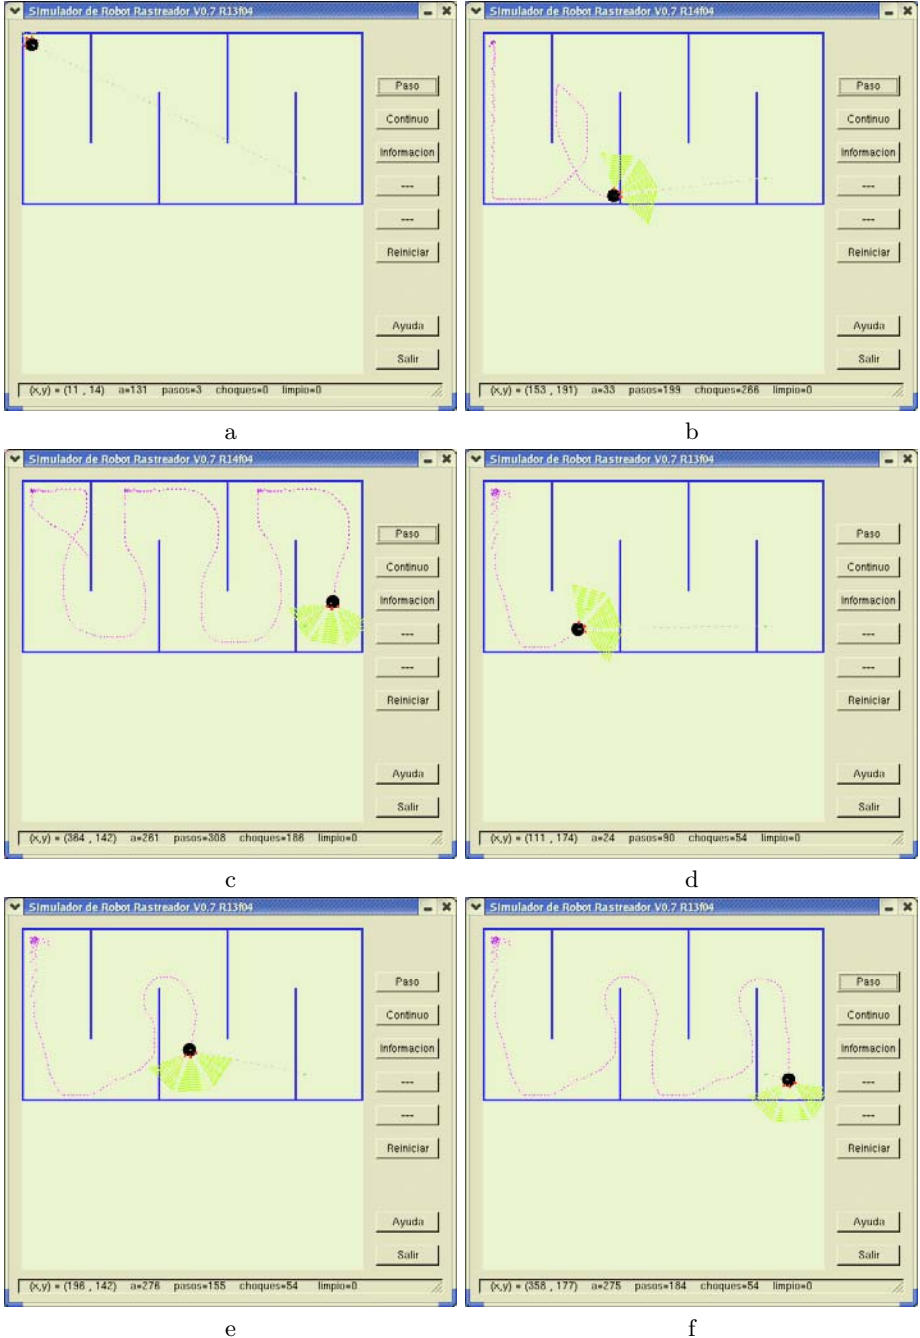 Simulador de Robot Rastreador V0.7 R13f04
Paso
Continuo
Informacion
---
---
Reiniciar
Ayuda
Salir
(x,y) = (11 , 14) a=131 pasos=3 choques=0 limpio=0
a
Simulador de Robot Rastreador V0.7 R14f04
Paso
Continuo
Informacion
---
---
Reiniciar
Ayuda
Salir
(x,y) = (153 , 191) a=33 pasos=199 choques=266 limpio=0
b
Simulador de Robot Rastreador V0.7 R14f04
Paso
Continuo
Informacion
---
---
Reiniciar
Ayuda
Salir
(x,y) = (364 , 142) a=261 pasos=308 choques=186 limpio=0
c
Simulador de Robot Rastreador V0.7 R13f04
Paso
Continuo
Informacion
---
---
Reiniciar
Ayuda
Salir
(x,y) = (111 , 174) a=24 pasos=90 choques=54 limpio=0
d
Simulador de Robot Rastreador V0.7 R13f04
Paso
Continuo
Informacion
---
---
Reiniciar
Ayuda
Salir
(x,y) = (196 , 142) a=276 pasos=155 choques=54 limpio=0
e
Simulador de Robot Rastreador V0.7 R13f04
Paso
Continuo
Informacion
---
---
Reiniciar
Ayuda
Salir
(x,y) = (358 , 177) a=275 pasos=184 choques=54 limpio=0
f